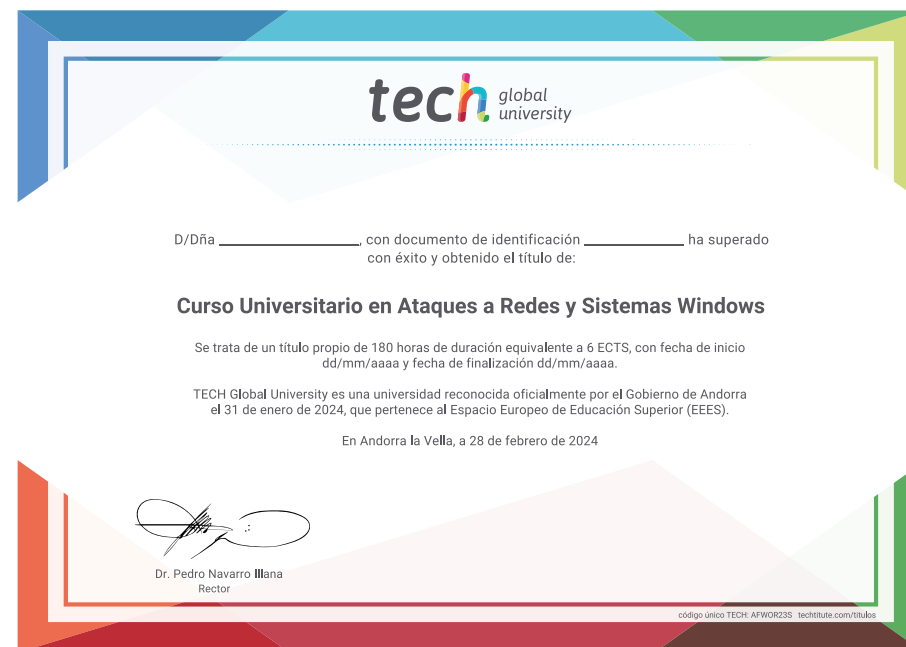 tech global
university
D/Dña ______________, con documento de identificación __________ ha superado
con éxito y obtenido el título de:
Curso Universitario en Ataques a Redes y Sistemas Windows
Se trata de un título propio de 180 horas de duración equivalente a 6 ECTS, con fecha de inicio
dd/mm/aaaa y fecha de finalización dd/mm/aaaa.
TECH Global University es una universidad reconocida oficialmente por el Gobierno de Andorra
el 31 de enero de 2024, que pertenece al Espacio Europeo de Educación Superior (EEES).
En Andorra la Vella, a 28 de febrero de 2024
Dr. Pedro Navarro Illana
Rector
código único TECH: AFWOR23S techtitute.com/titulos